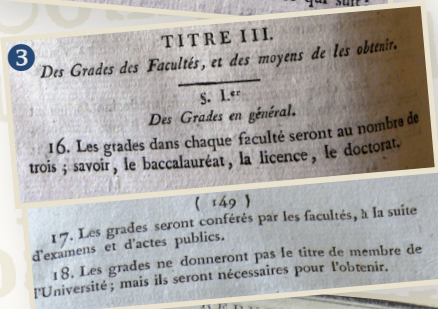 qui suit
3
TITRE III.
Des Grades des Facultés, et des moyens de les obtenir.
§. I.er
Des Grades en général.
16. Les grades dans chaque faculté seront au nombre de
trois ; savoir, le baccalauréat, la licence, le doctorat.
( 149 )
17. Les grades seront conférés par les facultés, à la suite
d'examens et d'actes publics.
18. Les grades ne donneront pas le titre de membre de
l'Université ; mais ils seront nécessaires pour l'obtenir.